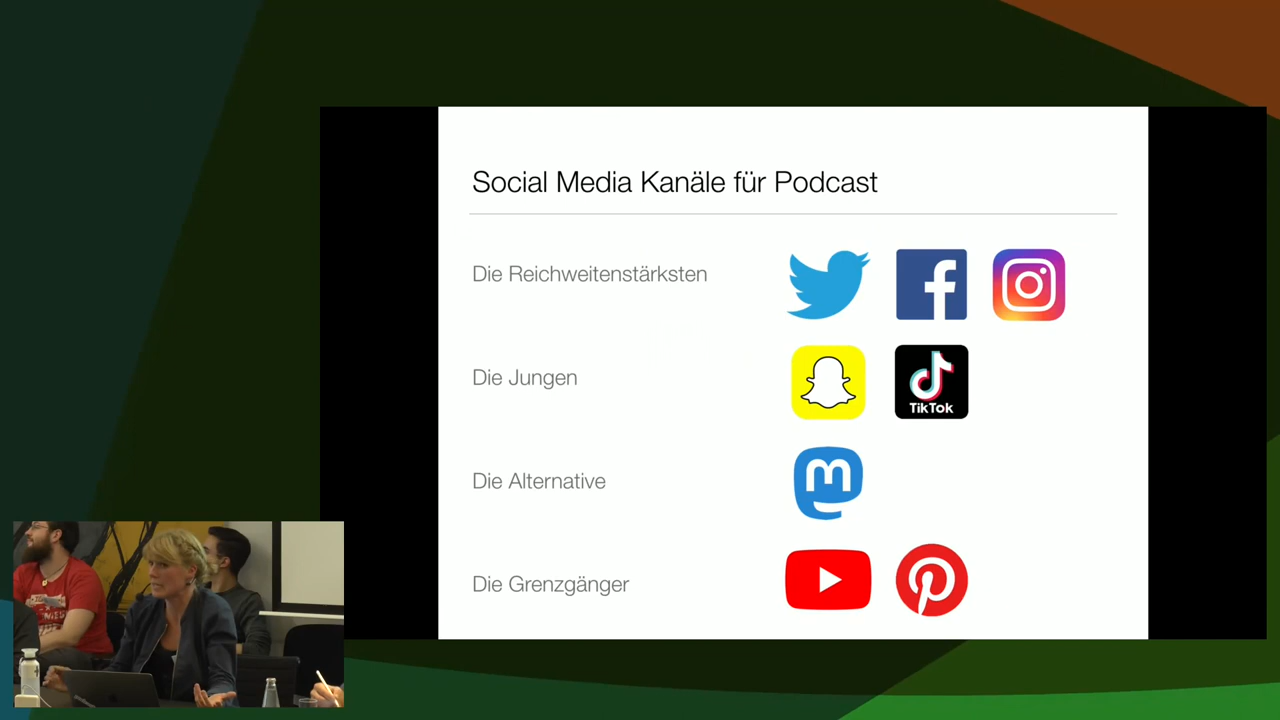 Social Media Kanäle für Podcast
Die Reichweitenstärksten
Die Jungen
TikTok
Die Alternative
Die Grenzgänger